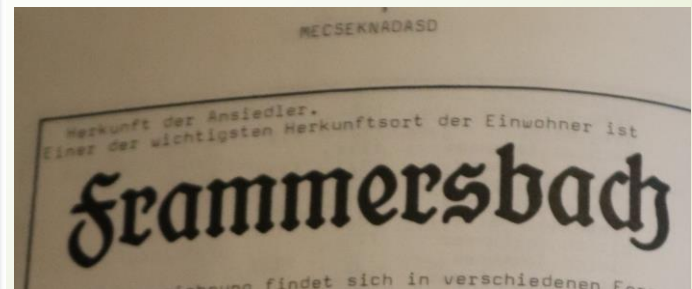 MECSEKNADASD
Herkunft der Ansiedler.
Einer der wichtigsten Herkunftsort der Einwohner ist
Frammersbach
findet sich in verschiedenen